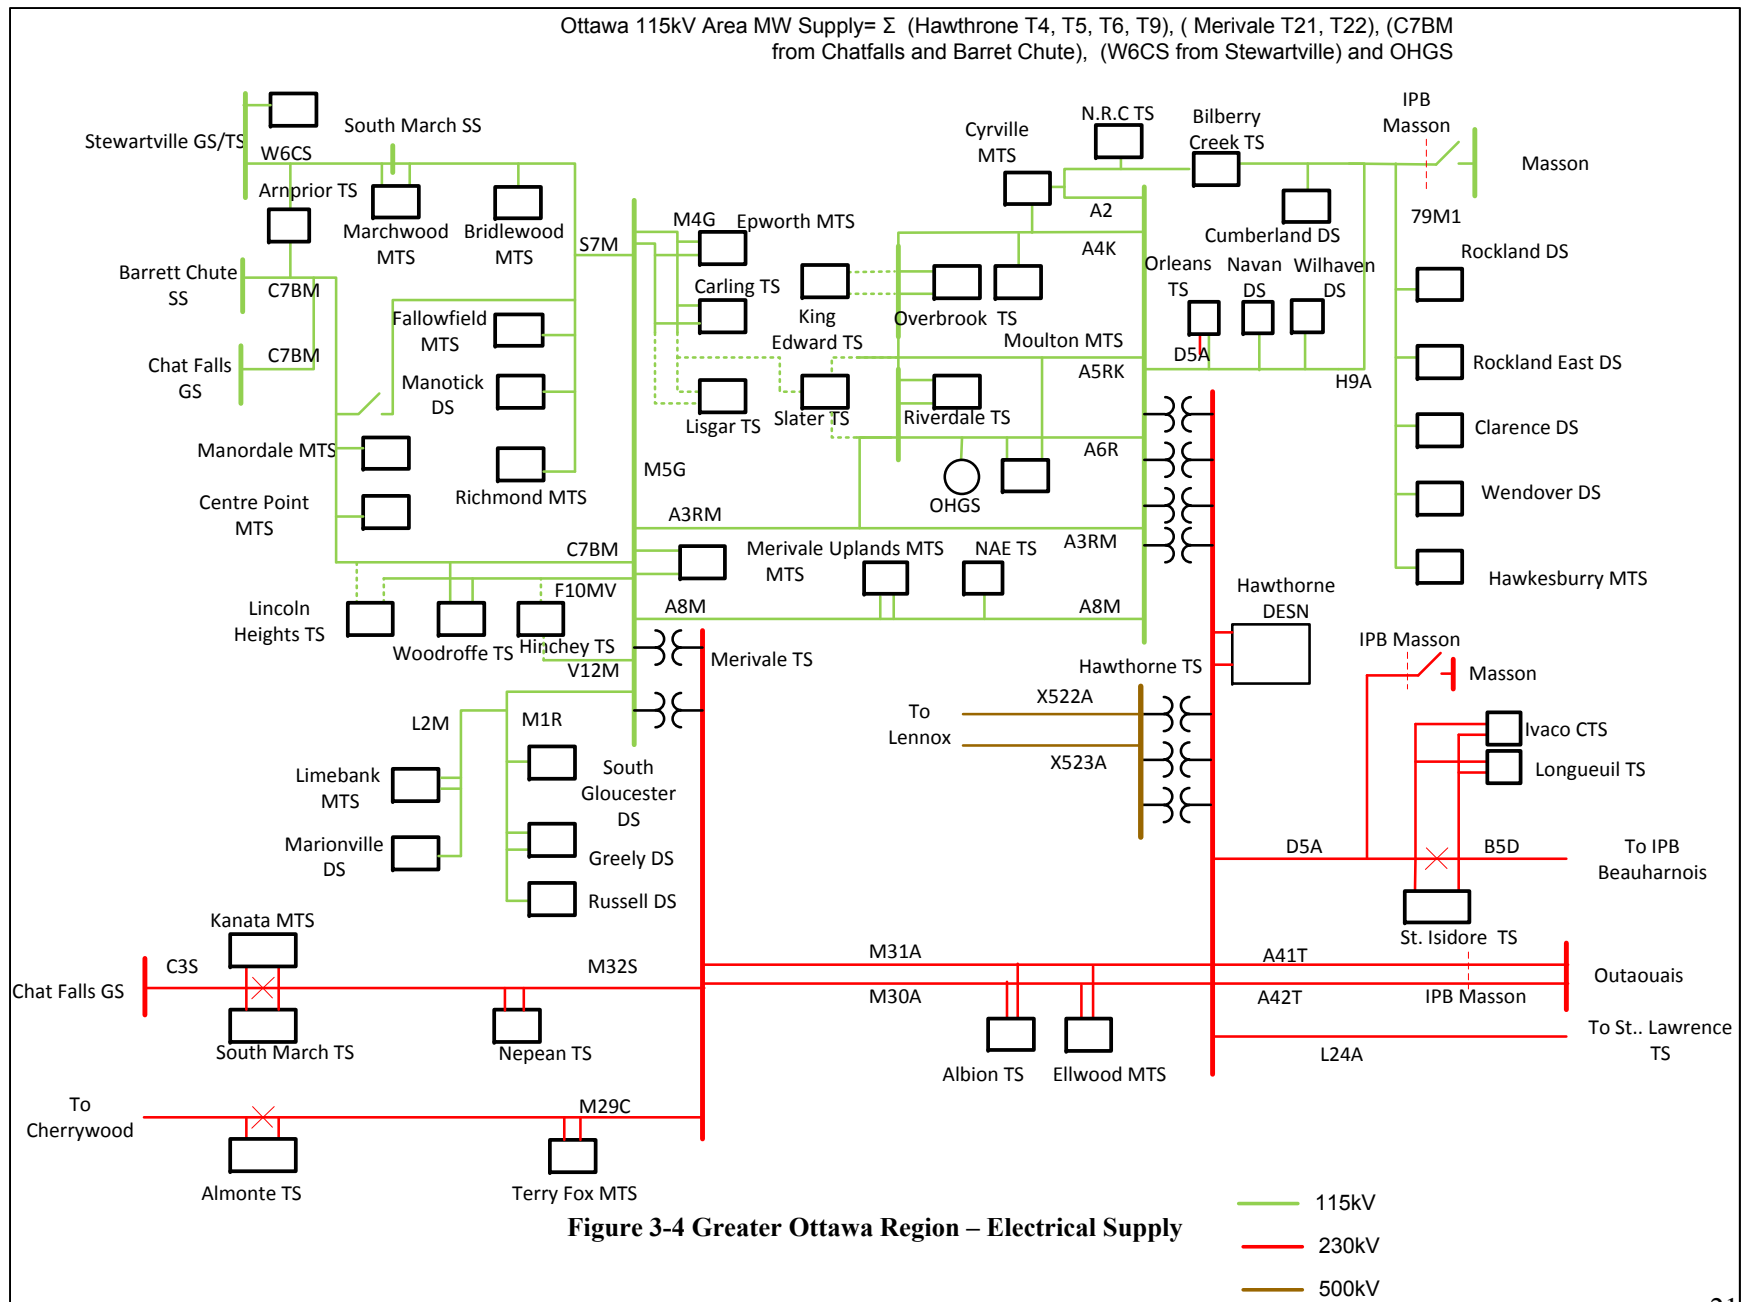 Ottawa 115kV Area MW Supply= Σ (Hawthrone T4, T5, T6, T9), ( Merivale T21, T22), (C7BM
from Chatfalls and Barret Chute), (W6CS from Stewartville) and OHGS
Stewartville GS/TS
South March SS
W6CS
Arnprior TS
Marchwood
MTS
Bridlewood
MTS
Barrett Chute
SS
C7BM
Chat Falls
GS
C7BM
S7M
Fallowfield
MTS
Manotick
DS
Richmond MTS
Manordale MTS
Centre Point
MTS
M4G
Epworth MTS
Carling TS
Lisgar TS
M5G
King
Edward TS
Overbrook TS
Slater TS
Riverdale TS
Moulton MTS
OHGS
Cyrville
MTS
N.R.C TS
Bilberry
Creek TS
A2
A4K
A5RK
A6R
Cumberland DS
Orleans
TS
Navan
DS
Wilhaven
DS
D5A
H9A
IPB
Masson
Masson
79M1
Rockland DS
Rockland East DS
Clarence DS
Wendover DS
Hawkesburry MTS
A3RM
A3RM
C7BM
F10MV
Merivale Uplands MTS
MTS
NAE TS
A8M
A8M
Lincoln
Heights TS
Woodroffe TS
Hinchey TS
V12M
Merivale TS
Hawthorne TS
Hawthorne
DESN
L2M
M1R
Limebank
MTS
Marionville
DS
South
Gloucester
DS
Greely DS
Russell DS
To
Lennox
X522A
X523A
IPB Masson
Masson
Ivaco CTS
Longueuil TS
D5A
B5D
To IPB
Beauharnois
St. Isidore TS
Kanata MTS
C3S
Chat Falls GS
South March TS
M32S
Nepean TS
M31A
M30A
Albion TS
Ellwood MTS
A41T
A42T
IPB Masson
Outaouais
L24A
To St.. Lawrence
TS
To
Cherrywood
M29C
Almonte TS
Terry Fox MTS
115kV
230kV
500kV
Figure 3-4 Greater Ottawa Region – Electrical Supply